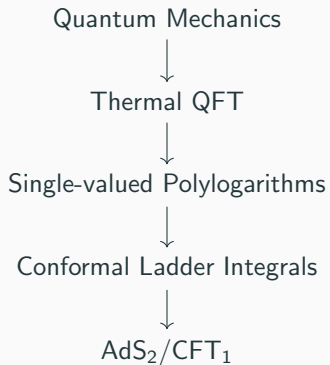 Quantum Mechanics
Thermal QFT
Single-valued Polylogarithms
Conformal Ladder Integrals
AdS₂/CFT₁